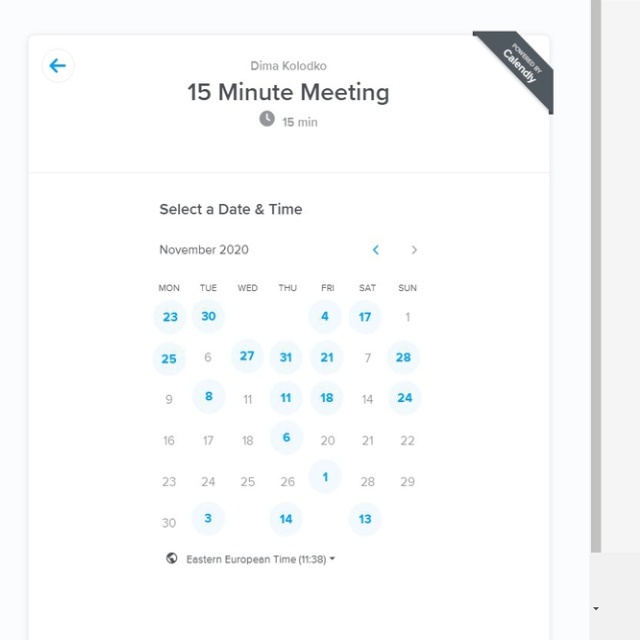 POWERED BY
Calendly
Dima Kolodko
15 Minute Meeting
15 min
Select a Date & Time
November 2020
MON TUE WED THU FRI SAT SUN
23 30 4 17 1
25 6 27 31 21 7 28
9 8 11 11 18 14 24
16 17 18 6 20 21 22
23 24 25 26 1 28 29
30 3 14 13
Eastern European Time (11:38)